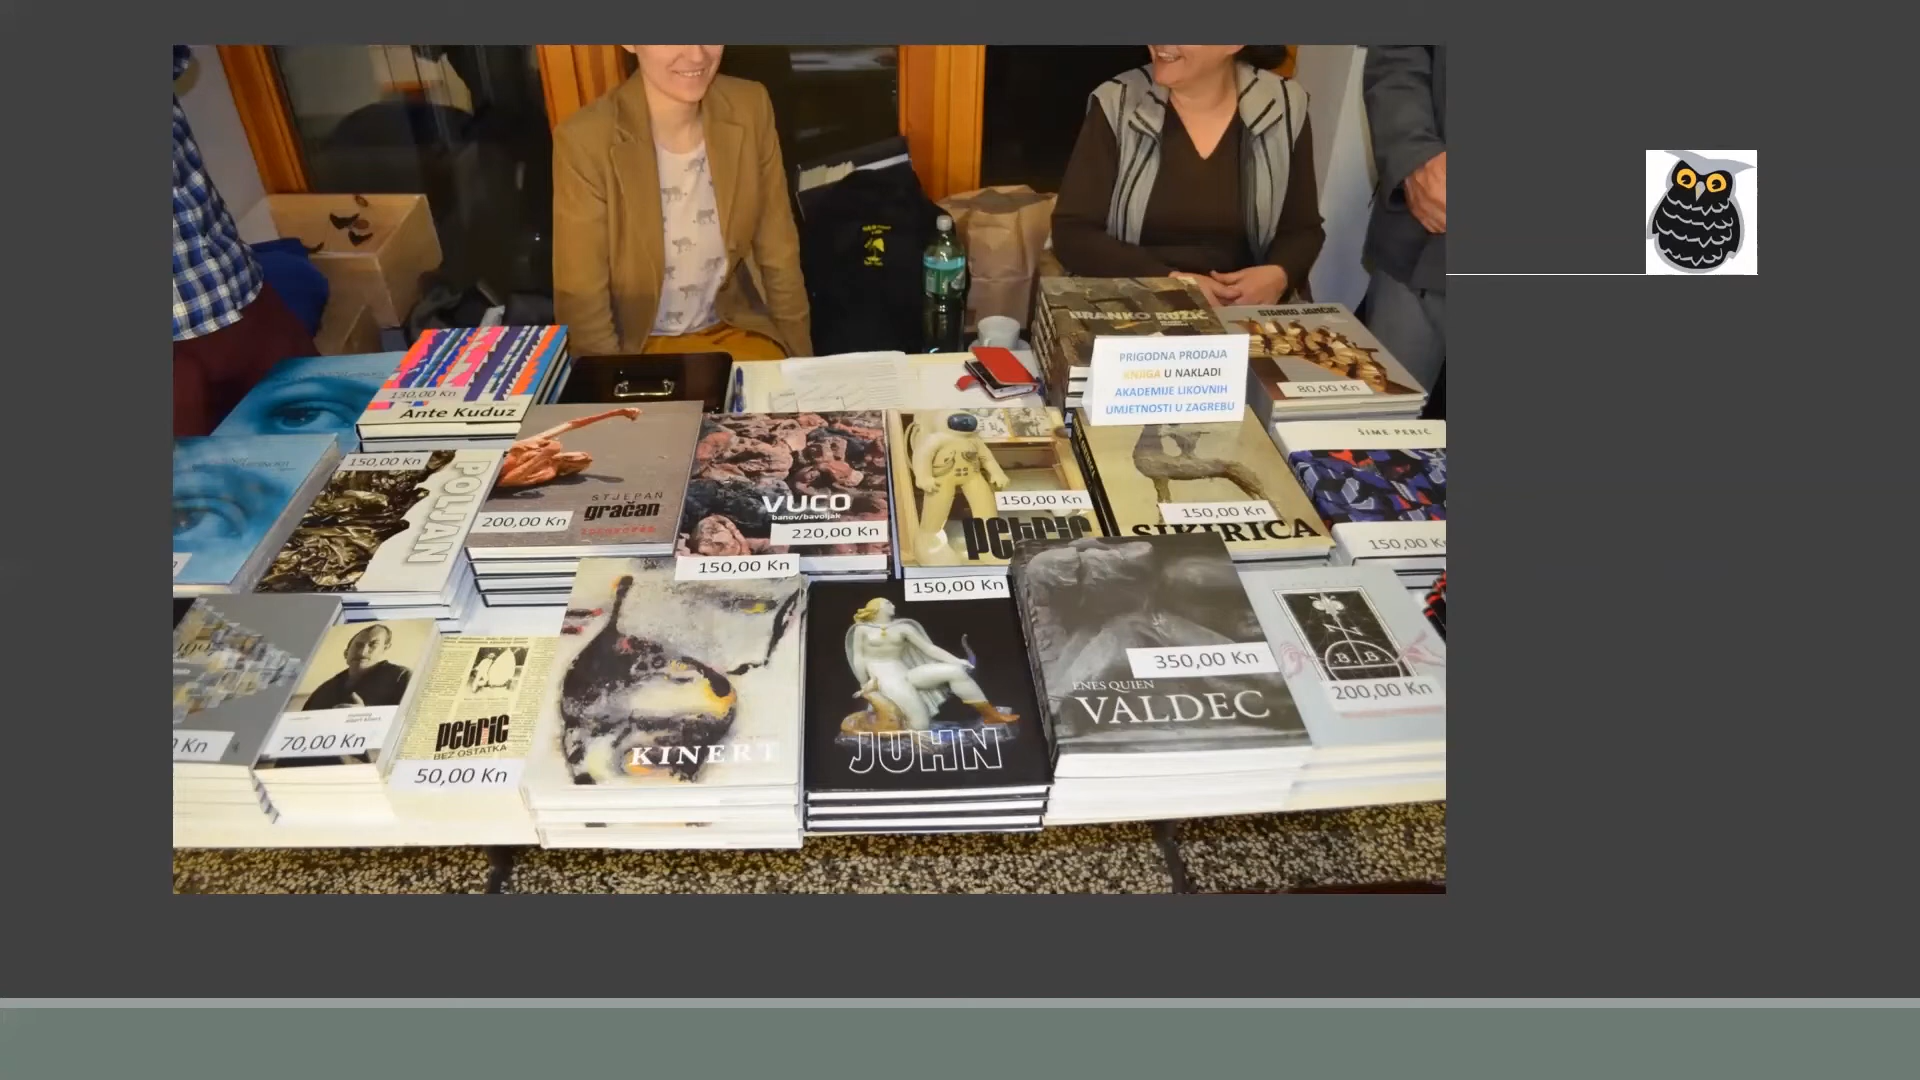 BRANKO RUŽIĆ
STANKO JANČIĆ
80,00 Kn
PRIGODNA PRODAJA
KNJIGA U NAKLADI
AKADEMIJE LIKOVNIH
UMJETNOSTI U ZAGREBU
130,00 Kn
Ante Kuduz
150,00 Kn
POLJAN
STJEPAN
gračan
200,00 Kn
VUCO
banov/bavoljak
220,00 Kn
150,00 Kn
petric
150,00 Kn
SIKIRICA
ŠIME PERIĆ
150,00 Kn
Kn
70,00 Kn
petric
BEZ OSTATKA
50,00 Kn
150,00 Kn
KINERT
150,00 Kn
JUHN
350,00 Kn
ENES QUIEN
VALDEC
B. B.
200,00 Kn